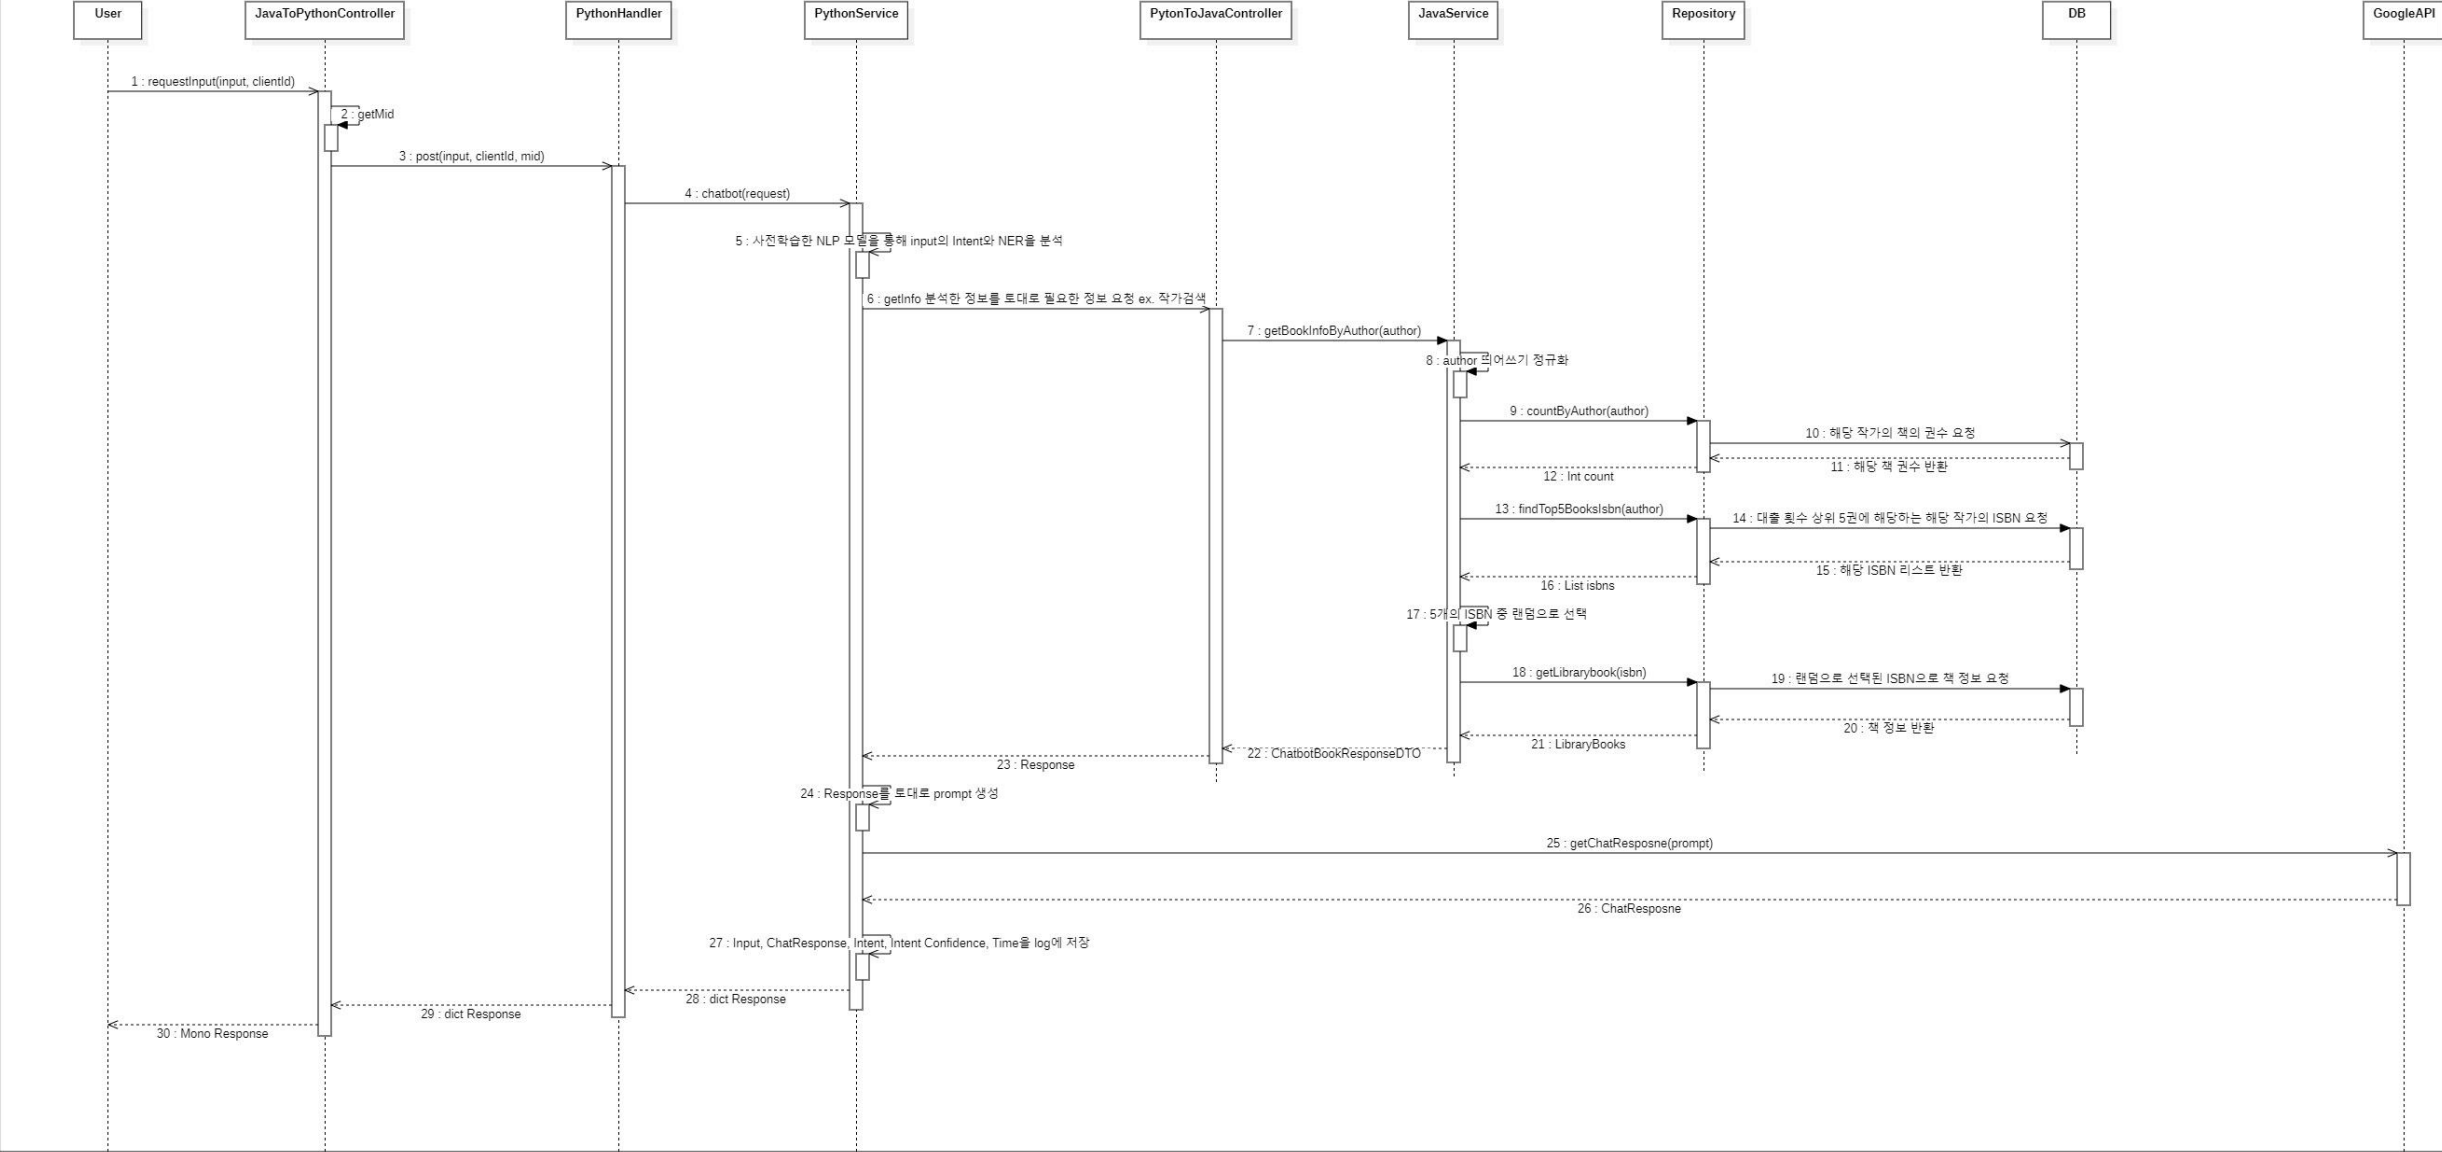 User
JavaToPythonController
PythonHandler
PythonService
PytonToJavaController
JavaService
Repository
DB
GoogleAPI
1 : requestInput(input, clientId)
2 : getMid
3 : post(input, clientId, mid)
4 : chatbot(request)
5 : 사전학습한 NLP 모델을 통해 input의 Intent와 NER을 분석
6 : getInfo 분석한 정보를 토대로 필요한 정보 요청 ex. 작가검색
7 : getBookInfoByAuthor(author)
8 : author 띄어쓰기 정규화
9 : countByAuthor(author)
10 : 해당 작가의 책의 권수 요청
11 : 해당 책 권수 반환
12 : Int count
13 : findTop5BooksIsbn(author)
14 : 대출 횟수 상위 5권에 해당하는 해당 작가의 ISBN 요청
15 : 해당 ISBN 리스트 반환
16 : List isbns
17 : 5개의 ISBN 중 랜덤으로 선택
18 : getLibrarybook(isbn)
19 : 랜덤으로 선택된 ISBN으로 책 정보 요청
20 : 책 정보 반환
21 : LibraryBooks
22 : ChatbotBookResponseDTO
23 : Response
24 : Response를 토대로 prompt 생성
25 : getChatResposne(prompt)
26 : ChatResposne
27 : Input, ChatResponse, Intent, Intent Confidence, Time을 log에 저장
28 : dict Response
29 : dict Response
30 : Mono Response